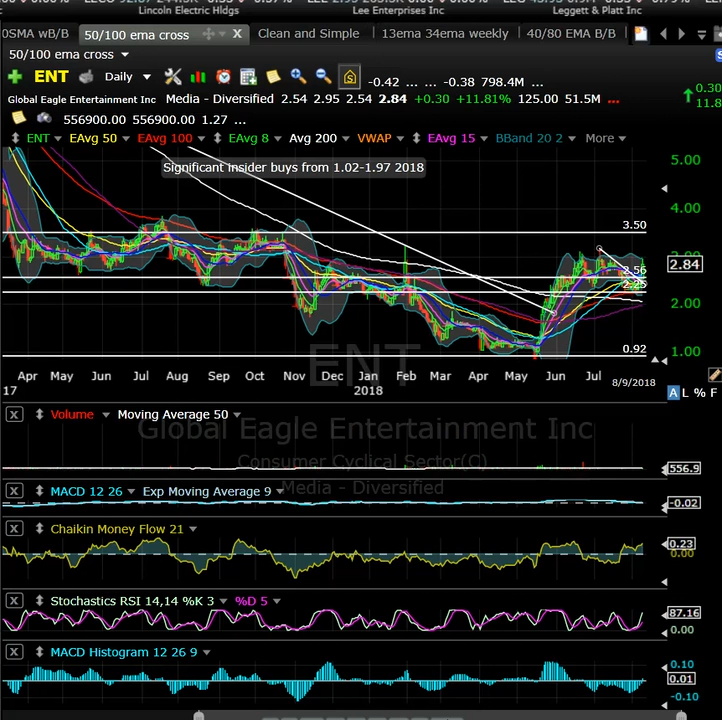 Lincoln Electric Hldgs Lee Enterprises Inc Leggett & Platt Inc
0SMA wB/B 50/100 ema cross X Clean and Simple 13ema 34ema weekly 40/80 EMA B/B
50/100 ema cross
ENT Daily -0.42 ... ... -0.38 798.4M ...
0.30
Global Eagle Entertainment Inc Media - Diversified 2.54 2.95 2.54 2.84 +0.30 +11.81% 125.00 51.5M ...
11.8
556900.00 556900.00 1.27 ...
ENT EAvg 50 EAvg 100 EAvg 8 Avg 200 VWAP EAvg 15 BBand 20 2 More
Significant insider buys from 1.02-1.97 2018
5.00
4.00
3.50
2.84
2.56
2.25
2.00
0.92
1.00
ENT
Apr May Jun Jul Aug Sep Oct Nov Dec Jan Feb Mar Apr May Jun Jul
17 2018 8/9/2018
A L % F
X Volume Moving Average 50
Global Eagle Entertainment Inc
Consumer Cyclical Sector(C)
556.9
Media - Diversified
X MACD 12 26 Exp Moving Average 9
-0.02
X Chaikin Money Flow 21
0.23
0.00
X Stochastics RSI 14,14 %K 3 %D 5
87.16
0.00
X MACD Histogram 12 26 9
0.10
0.01
-0.10